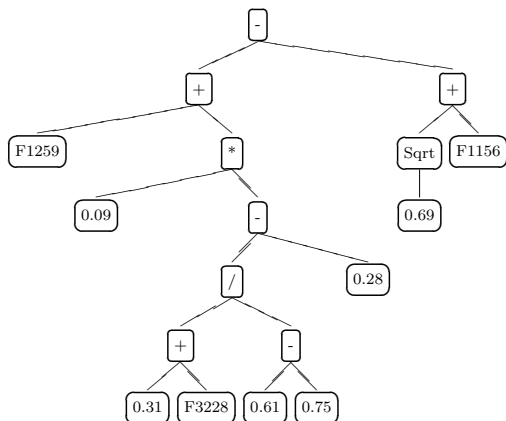 -
+ +
F1259 * Sqrt F1156
0.09 - 0.69
/ 0.28
+ -
0.31 F3228 0.61 0.75